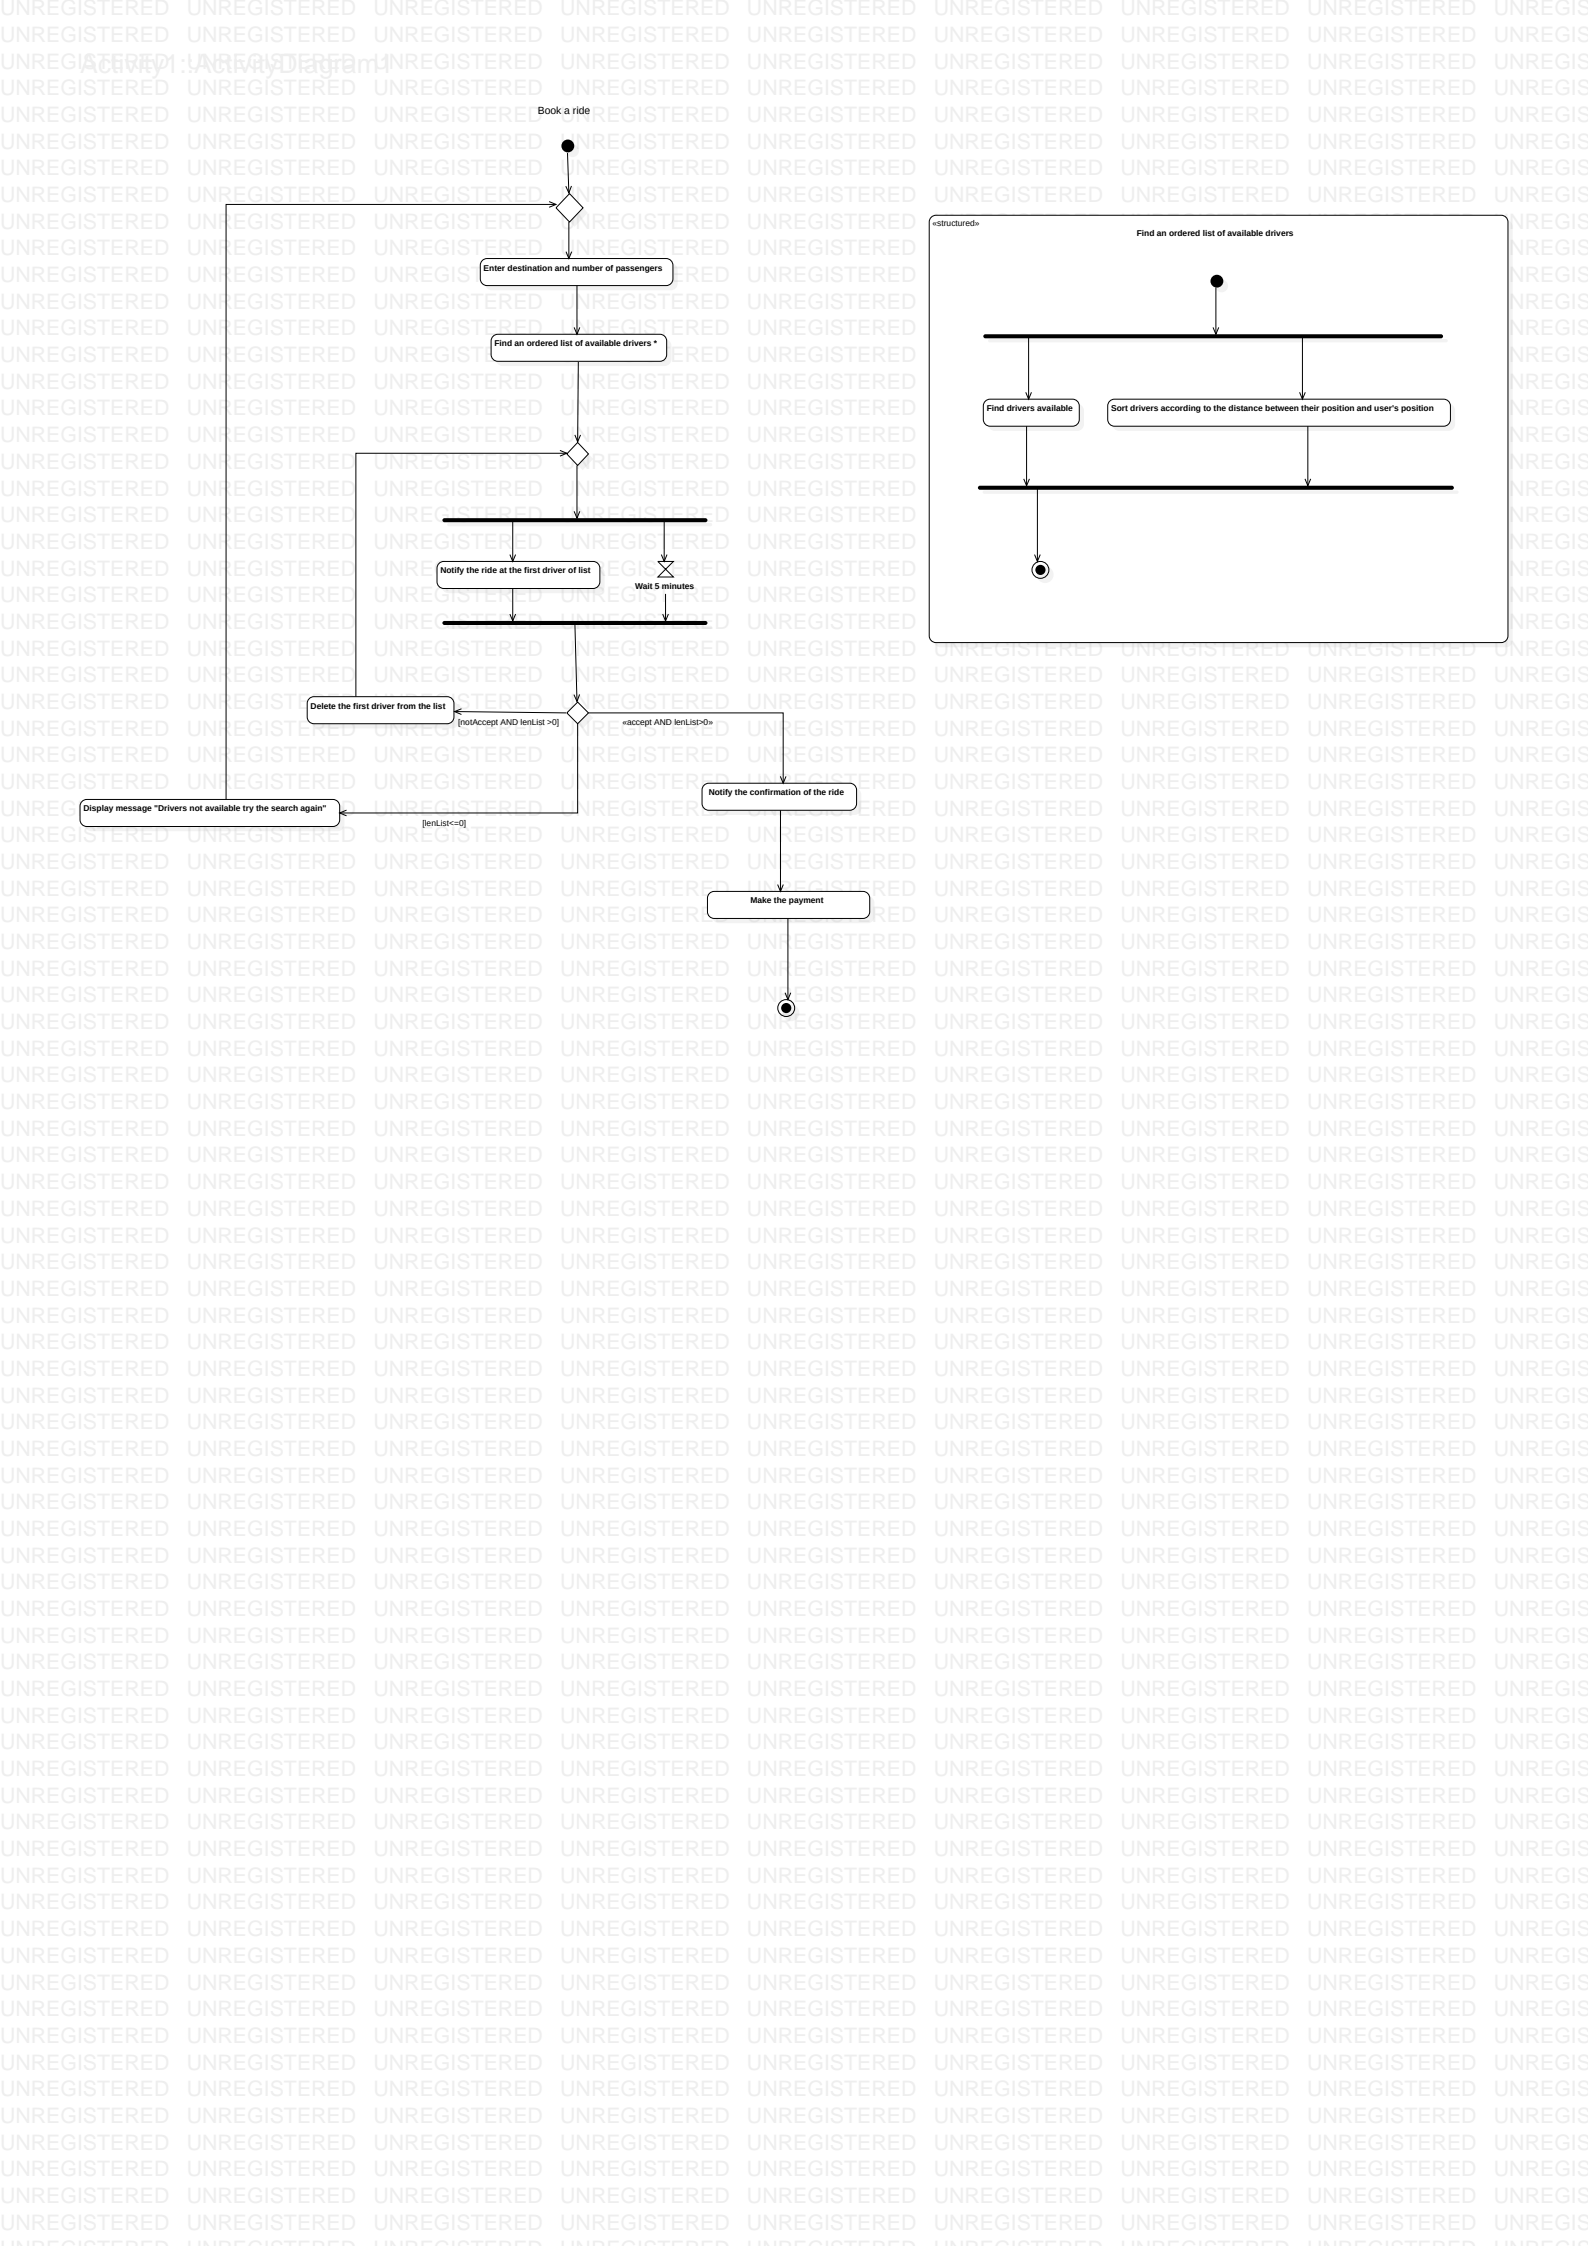 Activity1::ActivityDiagram1
Book a ride
«structured»
Find an ordered list of available drivers
Enter destination and number of passengers
Find an ordered list of available drivers *
Find drivers available
Sort drivers according to the distance between their position and user's position
Notify the ride at the first driver of list
Wait 5 minutes
Delete the first driver from the list
[notAccept AND lenList >0]
«accept AND lenList>0»
Notify the confirmation of the ride
Display message "Drivers not available try the search again"
[lenList<=0]
Make the payment
UNREGISTERED